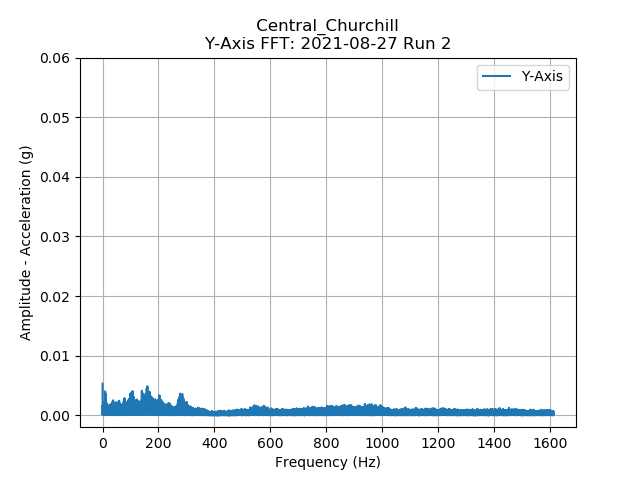 Central_Churchill
Y-Axis FFT: 2021-08-27 Run 2
Y-Axis
0.06
0.05
0.04
0.03
0.02
0.01
0.00
Amplitude - Acceleration (g)
0 200 400 600 800 1000 1200 1400 1600
Frequency (Hz)